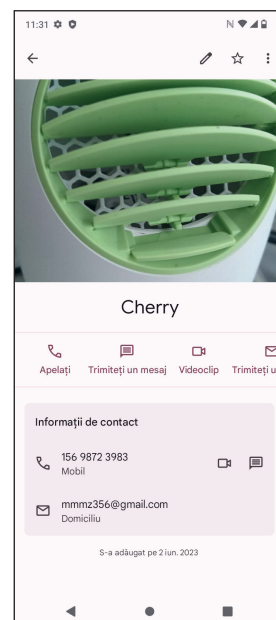 11:31
Cherry
Apelați Trimiteți un mesaj Videoclip Trimiteți u
Informații de contact
156 9872 3983
Mobil
mmmz356@gmail.com
Domiciliu
S-a adăugat pe 2 iun. 2023